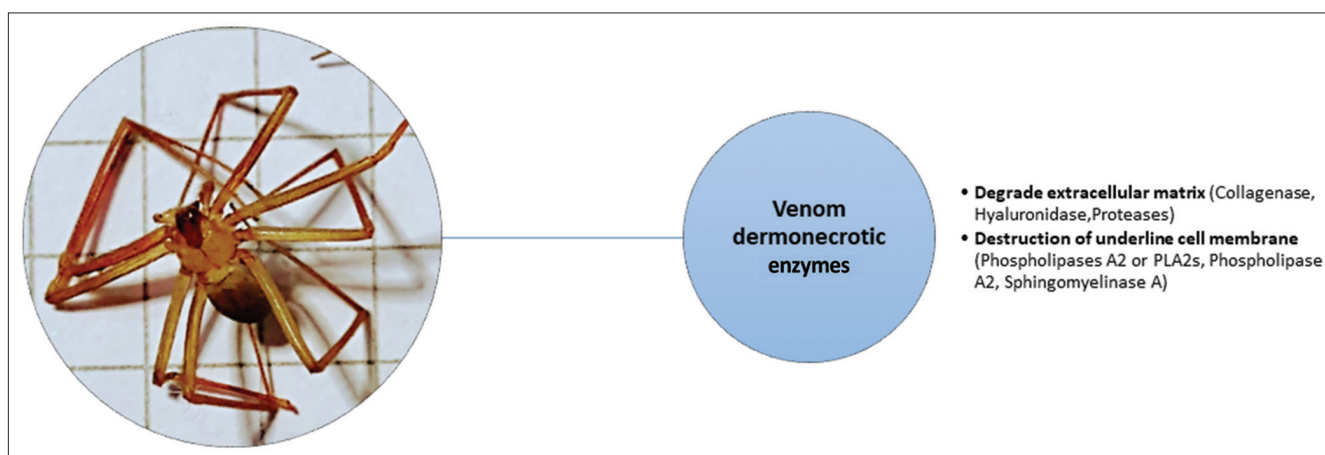 Venom
dermonecrotic
enzymes
• Degrade extracellular matrix (Collagenase,
Hyaluronidase,Proteases)
• Destruction of underline cell membrane
(Phospholipases A2 or PLA2s, Phospholipase
A2, Sphingomyelinase A)